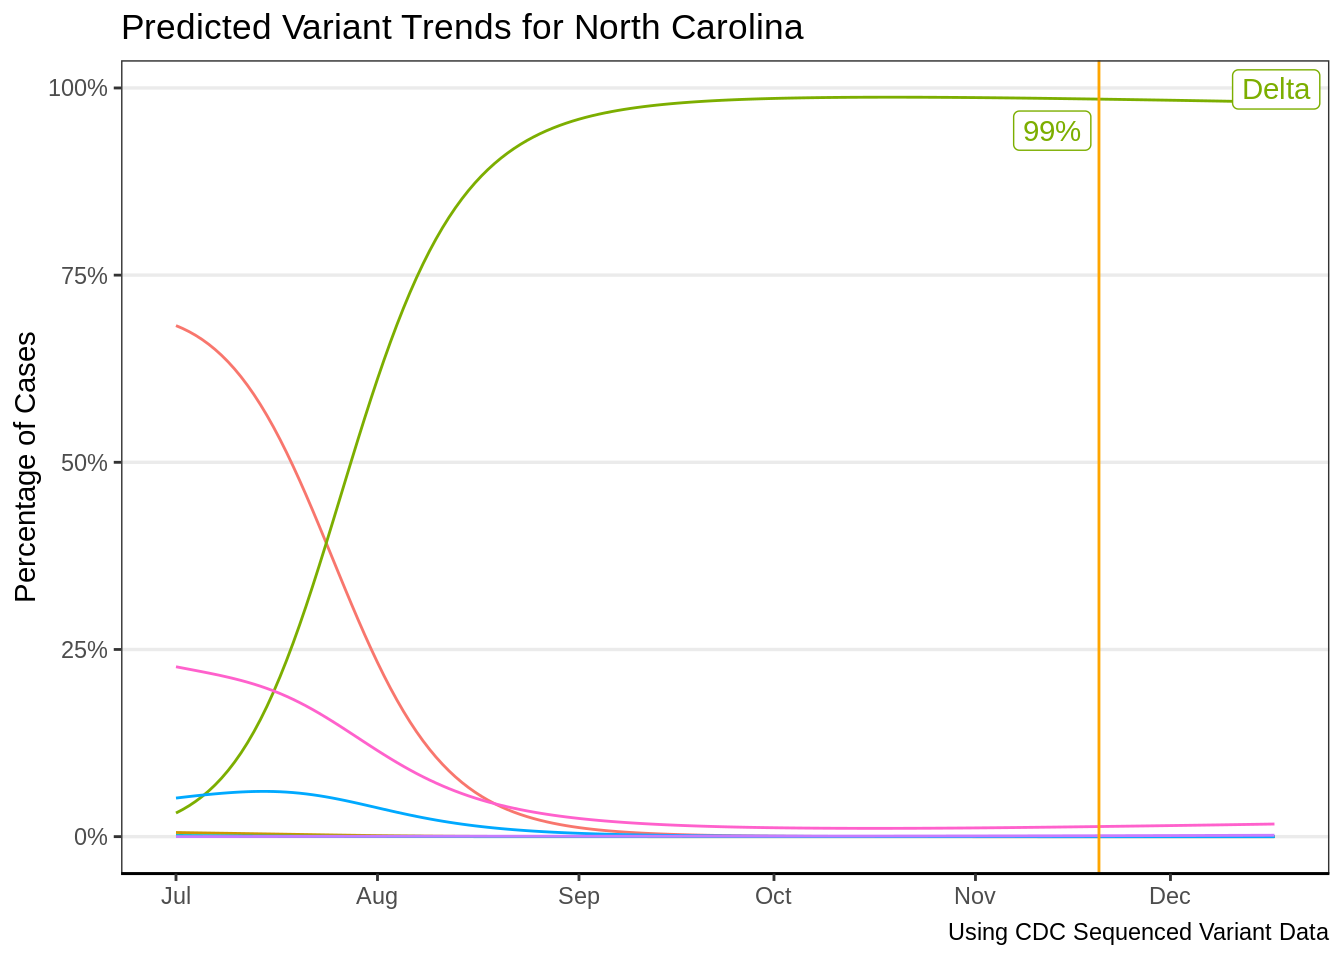 Predicted Variant Trends for North Carolina
100%
75%
50%
25%
0%
Percentage of Cases
Delta
99%
Jul Aug Sep Oct Nov Dec
Using CDC Sequenced Variant Data